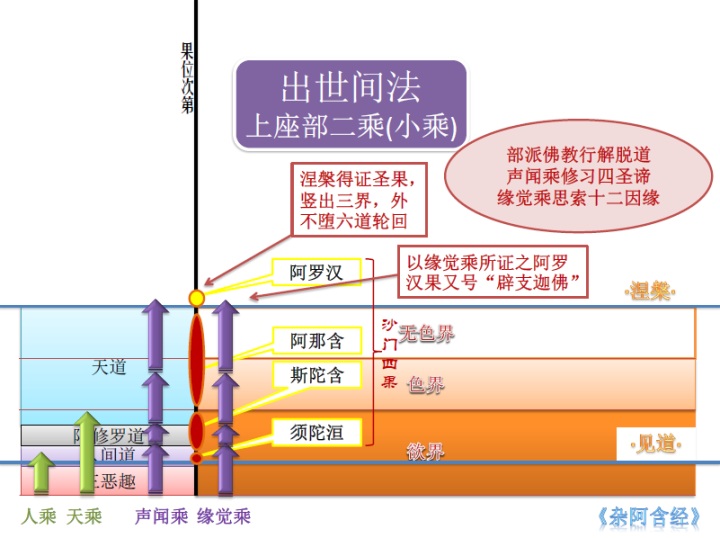 果位次第
出世间法
上座部二乘(小乘)
部派佛教行解脱道
声闻乘修习四圣谛
缘觉乘思索十二因缘
涅槃得证圣果，
竖出三界，外
不堕六道轮回
阿罗汉
以缘觉乘所证之阿罗
汉果又号“辟支迦佛”
·涅槃·
阿那含
沙门四果
无色界
天道
斯陀含
色界
须陀洹
修罗道
·见道·
人间道
欲界
三恶趣
人乘 天乘 声闻乘 缘觉乘
《杂阿含经》